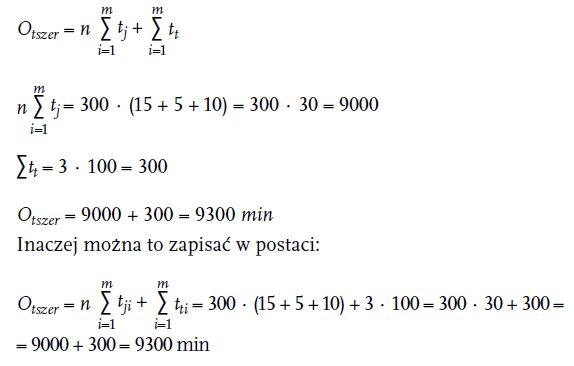 O_tszer = n ∑_{i=1}^{m} t_j + ∑_{i=1}^{m} t_t
n ∑_{i=1}^{m} t_j = 300 · (15 + 5 + 10) = 300 · 30 = 9000
∑t_t = 3 · 100 = 300
O_tszer = 9000 + 300 = 9300 min
Inaczej można to zapisać w postaci:
O_tszer = n ∑_{i=1}^{m} t_ji + ∑_{i=1}^{m} t_ti = 300 · (15 + 5 + 10) + 3 · 100 = 300 · 30 + 300 =
= 9000 + 300 = 9300 min